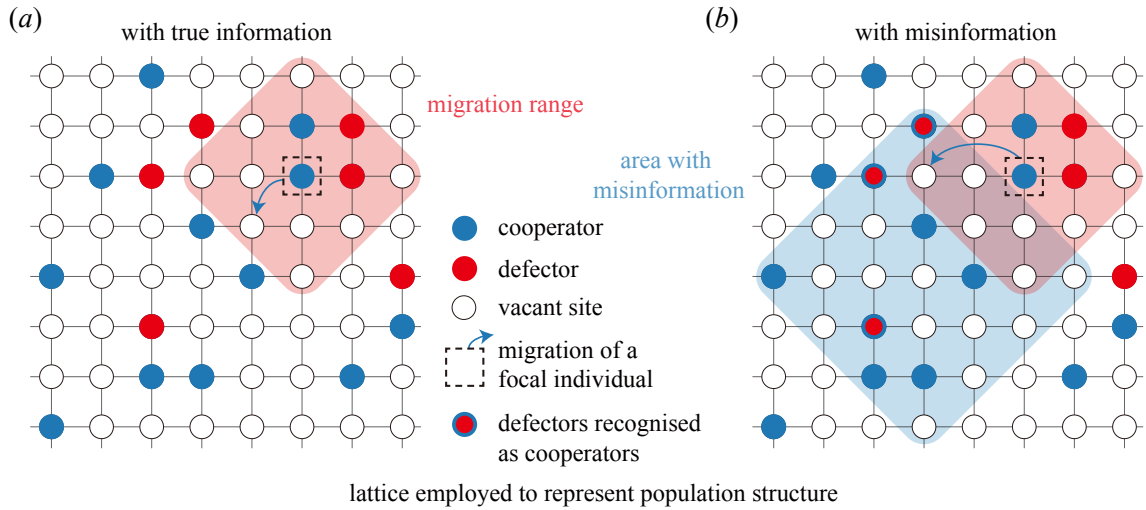 (a)
with true information
migration range
cooperator
defector
vacant site
migration of a
focal individual
defectors recognised
as cooperators
(b)
with misinformation
area with
misinformation
lattice employed to represent population structure